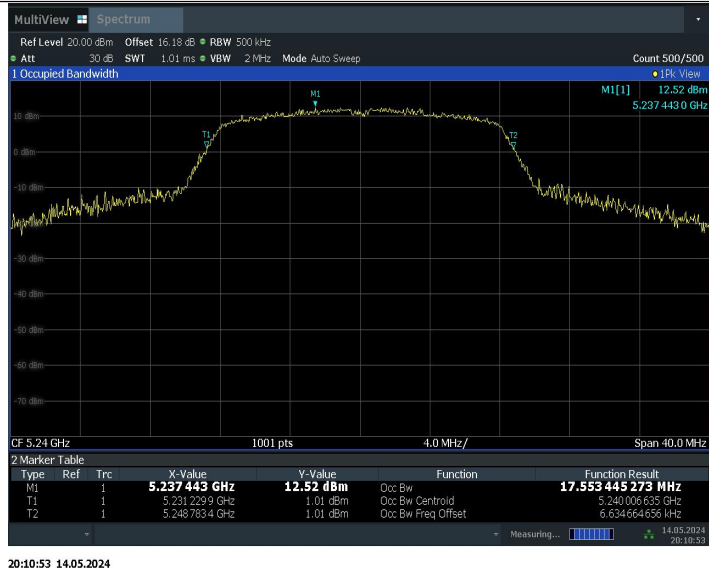 MultiView Spectrum
Ref Level 20.00 dBm Offset 16.18 dB RBW 500 kHz
Att 30 dB SWT 1.01 ms VBW 2 MHz Mode Auto Sweep Count 500/500
1 Occupied Bandwidth 1Pk View
M1[1] 12.52 dBm
5.237 443 0 GHz
M1
10 dBm
T1
T2
0 dBm
-10 dBm
-30 dBm
-40 dBm
-50 dBm
-60 dBm
-70 dBm
CF 5.24 GHz 1001 pts 4.0 MHz/ Span 40.0 MHz
2 Marker Table
Type Ref Trc X-Value Y-Value Function Function Result
M1 1 5.237 443 GHz 12.52 dBm Occ Bw 17.553 445 273 MHz
T1 1 5.231 229 9 GHz 1.01 dBm Occ Bw Centroid 5.240 006 635 GHz
T2 1 5.248 783 4 GHz 1.01 dBm Occ Bw Freq Offset 6.634 664 656 kHz
Measuring... 14.05.2024
20:10:53
20:10:53 14.05.2024